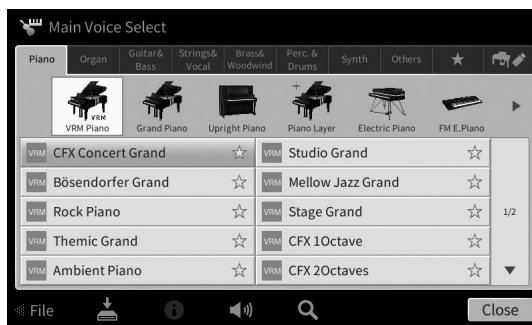 Main Voice Select
Piano
Organ
Guitar&
Bass
Strings&
Vocal
Brass&
Woodwind
Perc. &
Drums
Synth
Others
VRM
VRM Piano
Grand Piano
Upright Piano
Piano Layer
Electric Piano
FM E.Piano
VRM CFX Concert Grand
VRM Studio Grand
VRM Bösendorfer Grand
VRM Mellow Jazz Grand
VRM Rock Piano
VRM Stage Grand
1/2
VRM Themic Grand
VRM CFX 1Octave
VRM Ambient Piano
VRM CFX 2Octaves
File
Close